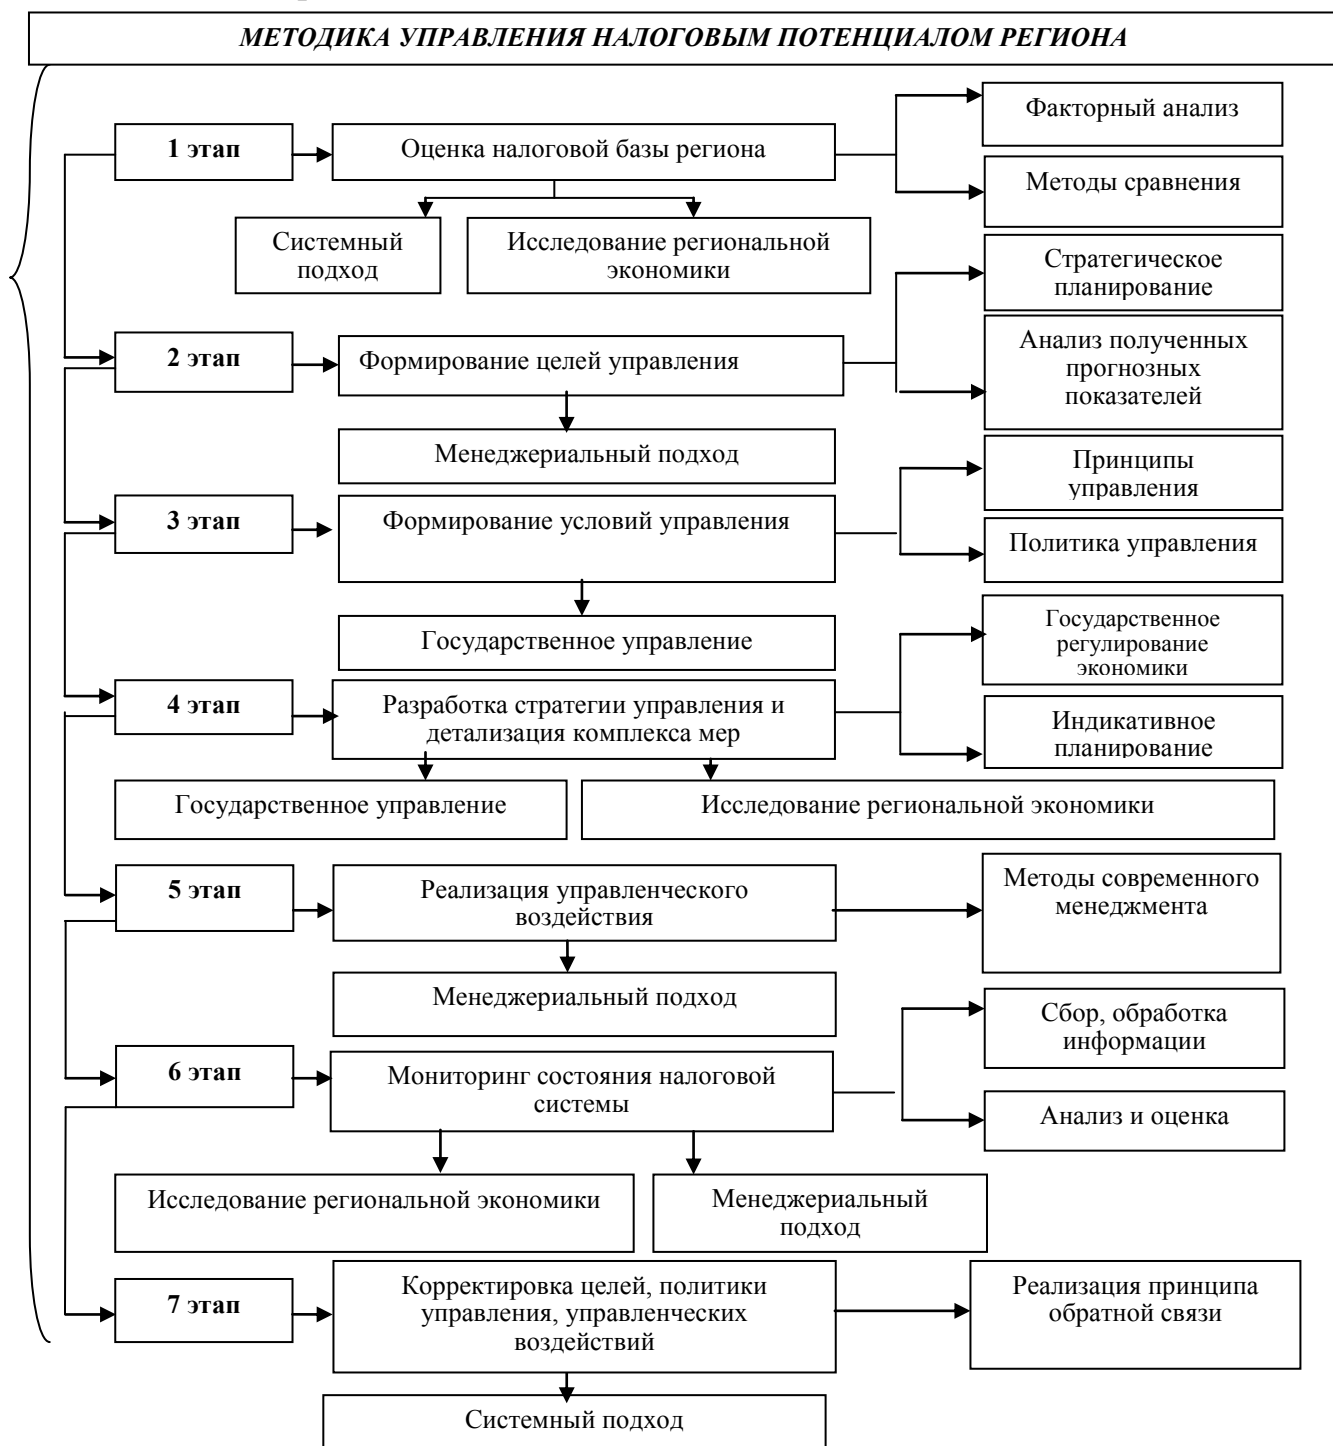 МЕТОДИКА УПРАВЛЕНИЯ НАЛОГОВЫМ ПОТЕНЦИАЛОМ РЕГИОНА
1 этап
Оценка налоговой базы региона
Факторный анализ
Методы сравнения
Системный
подход
Исследование региональной
экономики
2 этап
Формирование целей управления
Стратегическое
планирование
Анализ полученных
прогнозных
показателей
Менеджериальный подход
3 этап
Формирование условий управления
Принципы
управления
Политика управления
Государственное управление
4 этап
Разработка стратегии управления и
детализация комплекса мер
Государственное
регулирование
экономики
Индикативное
планирование
Государственное управление
Исследование региональной экономики
5 этап
Реализация управленческого
воздействия
Методы современного
менеджмента
Менеджериальный подход
6 этап
Мониторинг состояния налоговой
системы
Сбор, обработка
информации
Анализ и оценка
Исследование региональной экономики
Менеджериальный
подход
7 этап
Корректировка целей, политики
управления, управленческих
воздействий
Реализация принципа
обратной связи
Системный подход